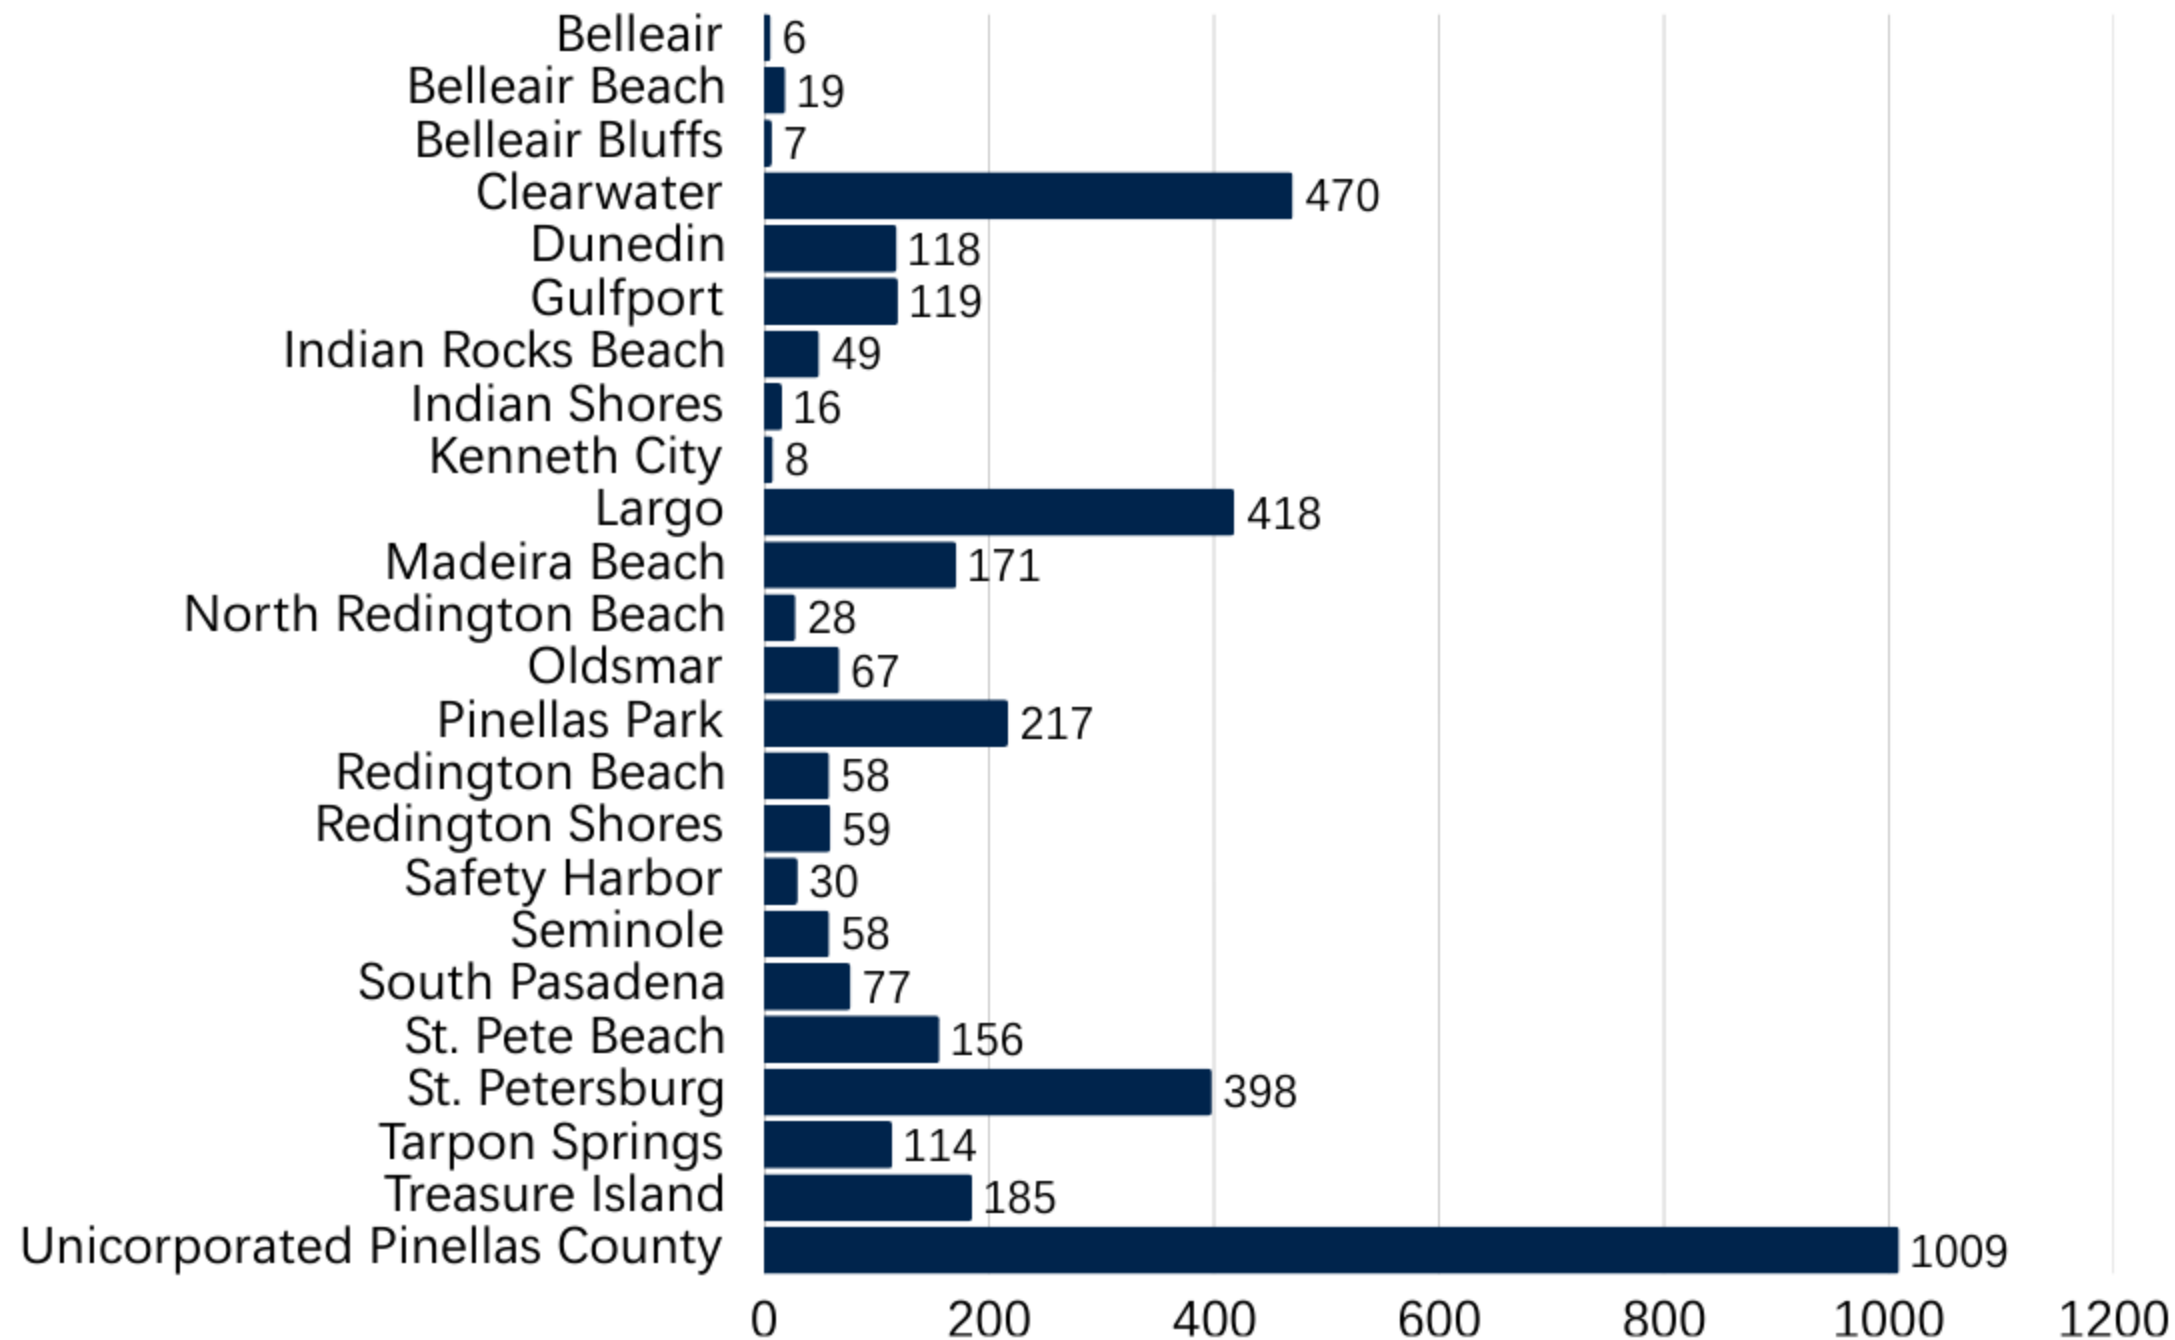 Belleair 6
Belleair Beach 19
Belleair Bluffs 7
Clearwater 470
Dunedin 118
Gulfport 119
Indian Rocks Beach 49
Indian Shores 16
Kenneth City 8
Largo 418
Madeira Beach 171
North Redington Beach 28
Oldsmar 67
Pinellas Park 217
Redington Beach 58
Redington Shores 59
Safety Harbor 30
Seminole 58
South Pasadena 77
St. Pete Beach 156
St. Petersburg 398
Tarpon Springs 114
Treasure Island 185
Unicorporated Pinellas County 1009
0 200 400 600 800 1000 1200